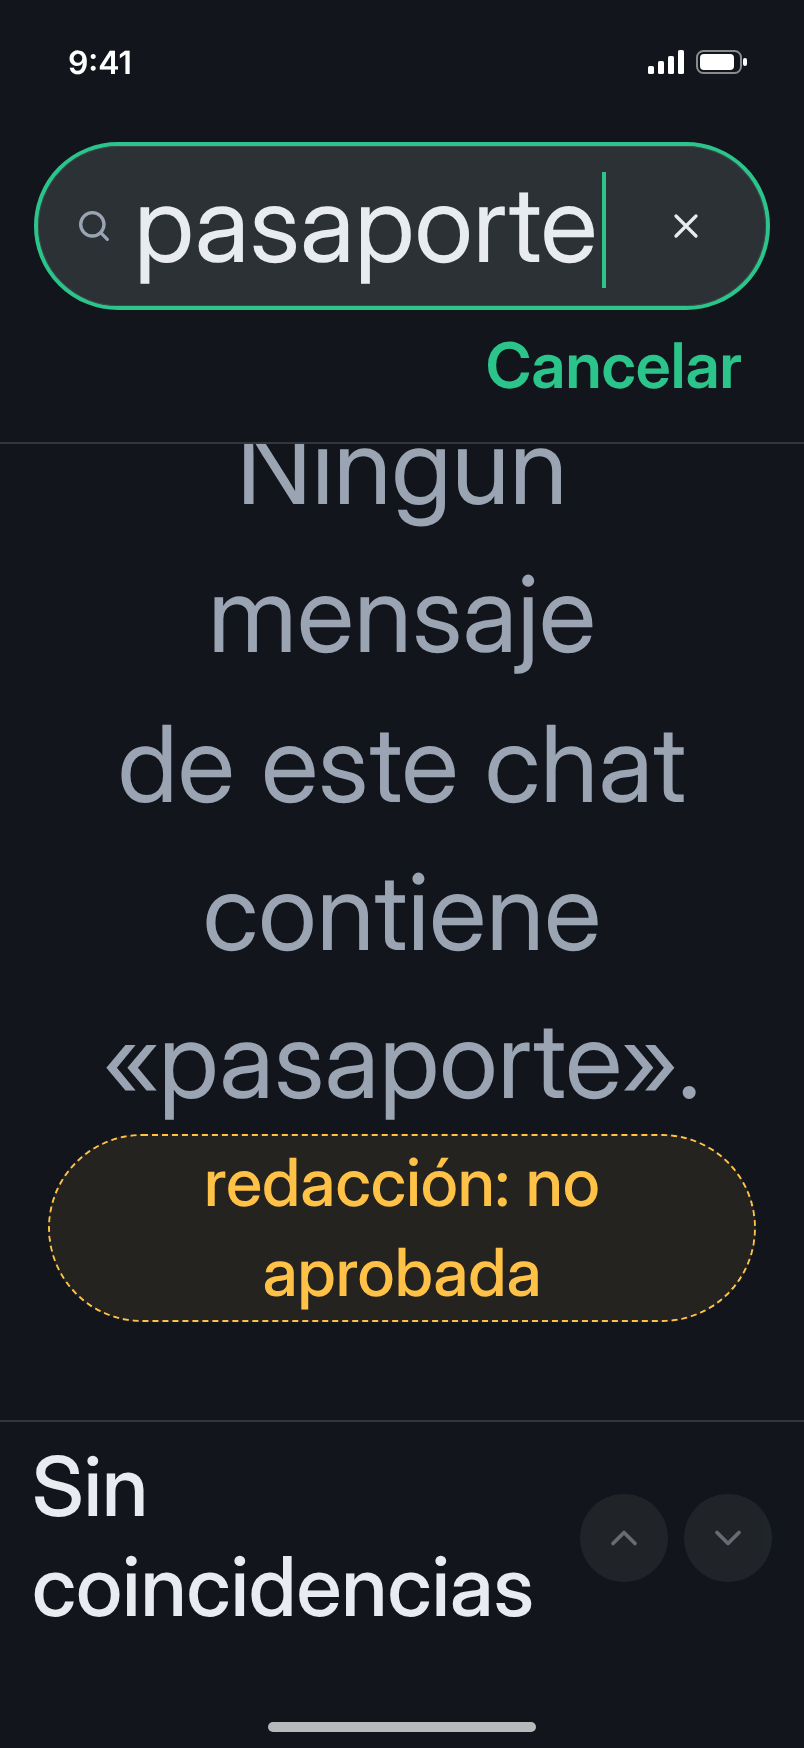 9:41
pasaporte
Cancelar
Ningún
mensaje
de este chat
contiene
«pasaporte».
redacción: no
aprobada
Sin
coincidencias